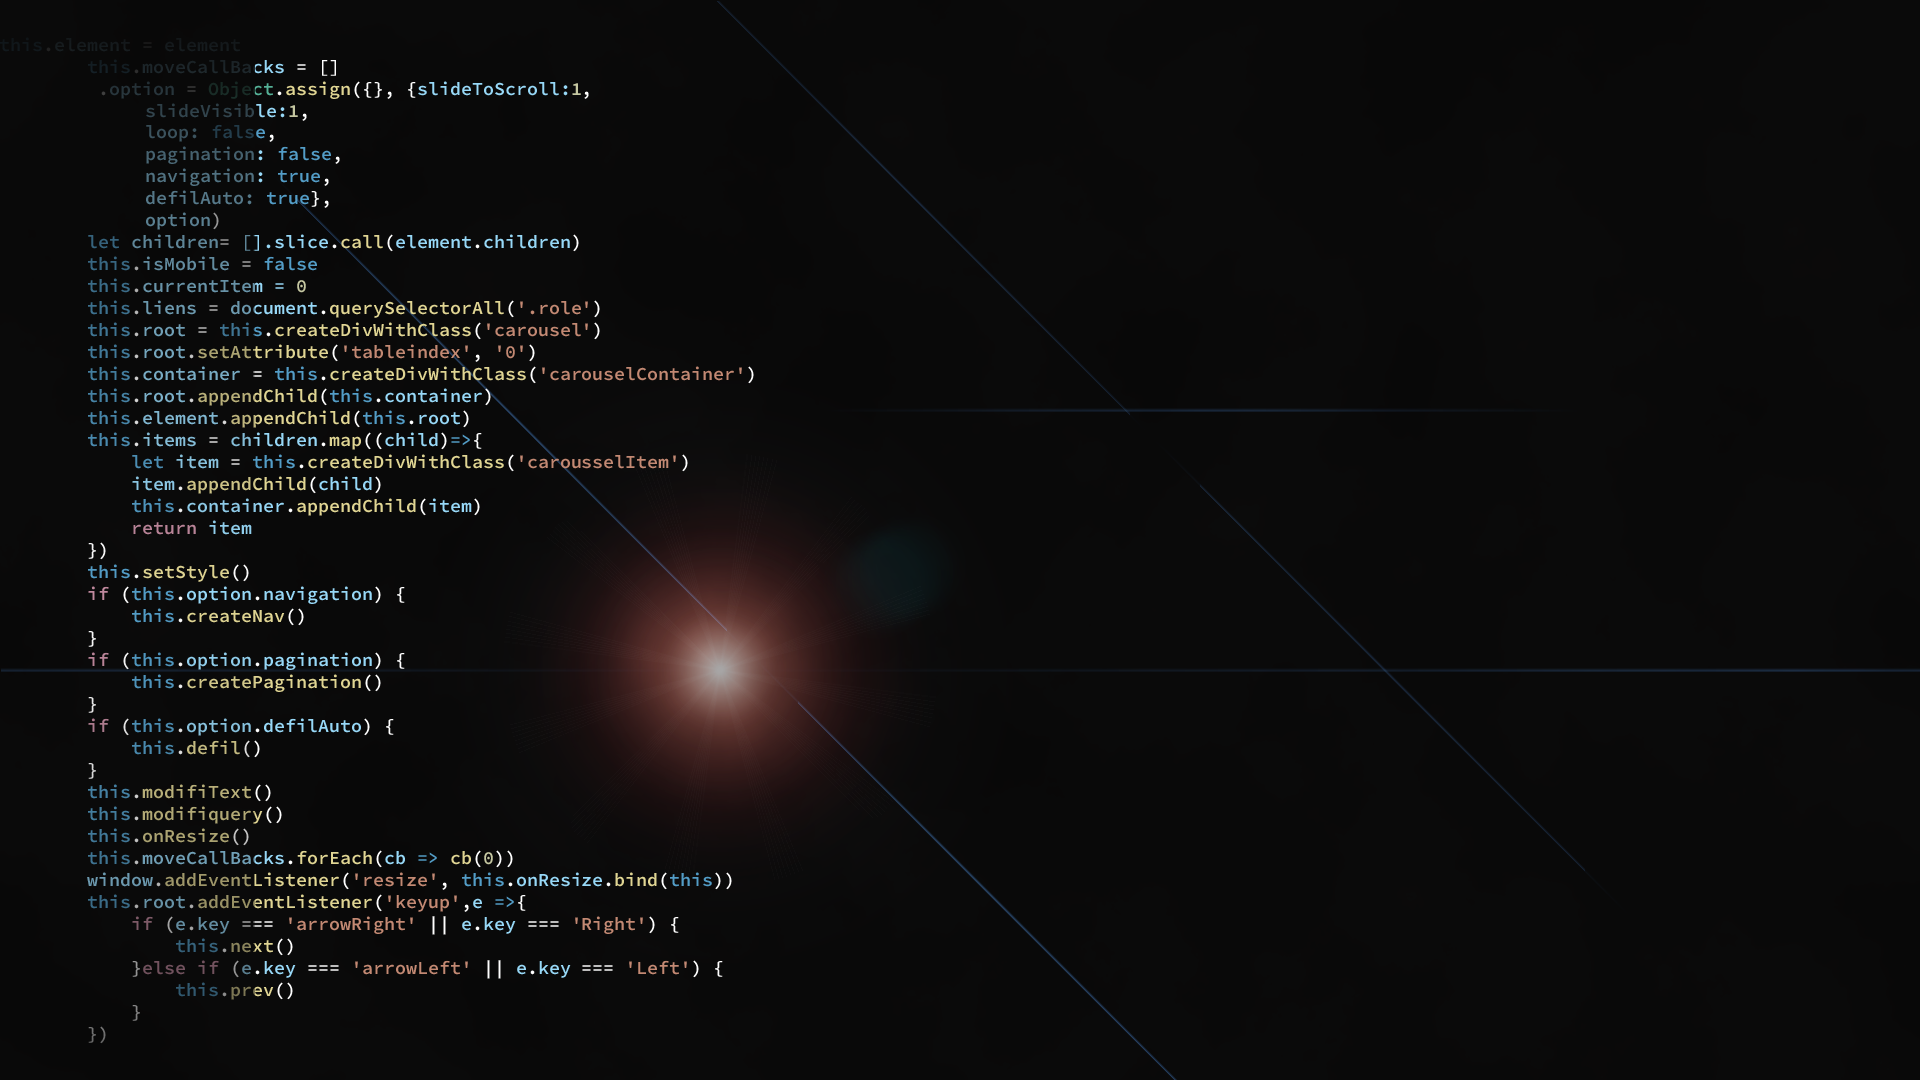 this.element = element
this.moveCallBacks = []
.option = Object.assign({}, {slideToScroll:1,
slideVisible:1,
loop: false,
pagination: false,
navigation: true,
defilAuto: true},
option)
let children= [].slice.call(element.children)
this.isMobile = false
this.currentItem = 0
this.liens = document.querySelectorAll('.role')
this.root = this.createDivWithClass('carousel')
this.root.setAttribute('tableindex', '0')
this.container = this.createDivWithClass('carouselContainer')
this.root.appendChild(this.container)
this.element.appendChild(this.root)
this.items = children.map((child)=>{
let item = this.createDivWithClass('carousselItem')
item.appendChild(child)
this.container.appendChild(item)
return item
})
this.setStyle()
if (this.option.navigation) {
this.createNav()
}
if (this.option.pagination) {
this.createPagination()
}
if (this.option.defilAuto) {
this.defil()
}
this.modifiText()
this.modifiquery()
this.onResize()
this.moveCallBacks.forEach(cb => cb(0))
window.addEventListener('resize', this.onResize.bind(this))
this.root.addEventListener('keyup',e =>{
if (e.key === 'arrowRight' || e.key === 'Right') {
this.next()
}else if (e.key === 'arrowLeft' || e.key === 'Left') {
this.prev()
}
})